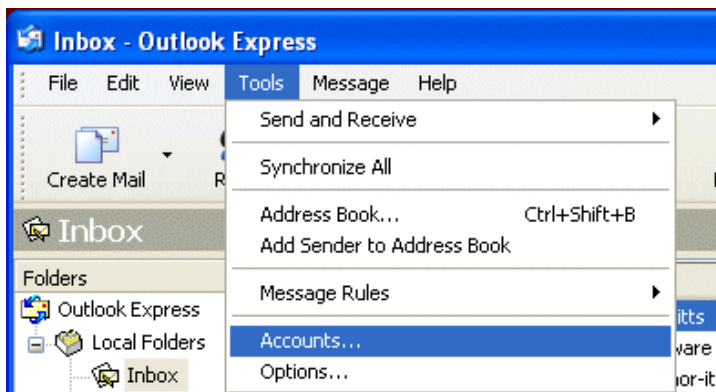 Inbox - Outlook Express
File Edit View Tools Message Help
Send and Receive
Create Mail
Synchronize All
Address Book... Ctrl+Shift+B
Inbox
Add Sender to Address Book
Folders
Message Rules
Outlook Express
Local Folders
Accounts...
Inbox
Options...